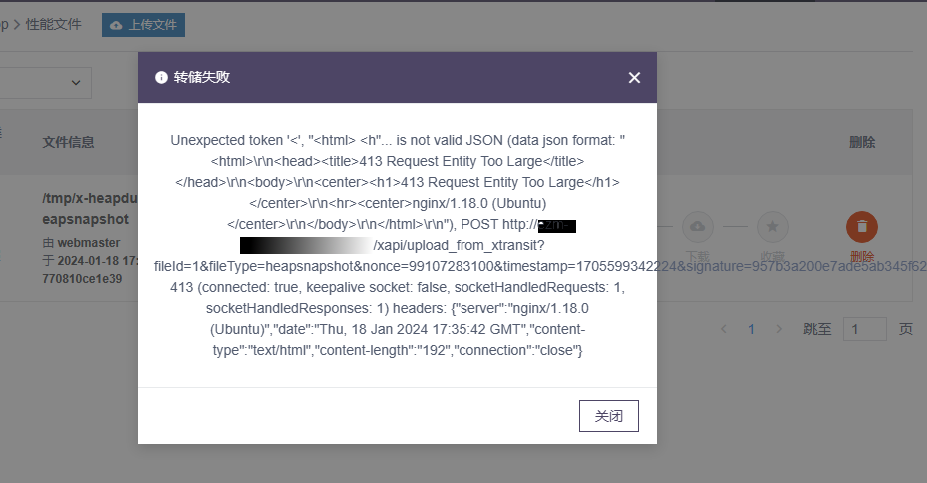 性能文件
上传文件
转储失败
Unexpected token '<', "<html> <h"... is not valid JSON (data json format: "
<html>\r\n<head><title>413 Request Entity Too Large</title>
</head>\r\n<body>\r\n<center><h1>413 Request Entity Too Large</h1>
</center>\r\n<hr><center>nginx/1.18.0 (Ubuntu)
</center>\r\n</body>\r\n</html>\r\n"), POST http://
/xapi/upload_from_xtransit?
fileId=1&fileType=heapsnapshot&nonce=99107283100&timestamp=1705599342224&signature=957b3a200e7ade5ab345f62
413 (connected: true, keepalive socket: false, socketHandledRequests: 1,
socketHandledResponses: 1) headers: {"server":"nginx/1.18.0
(Ubuntu)","date":"Thu, 18 Jan 2024 17:35:42 GMT","content-
type":"text/html","content-length":"192","connection":"close"}
关闭
文件信息
删除
/tmp/x-heapdu
eapsnapshot
由 webmaster
于 2024-01-18 17:
770810ce1e39
下载
收藏
删除
1
跳至
1
页